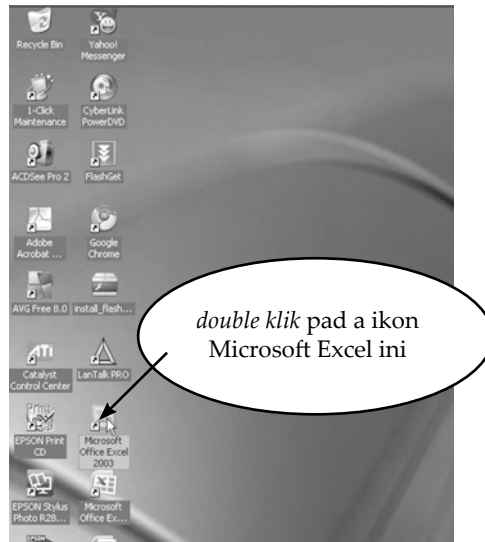 Recycle Bin
Yahoo!
Messenger
1-Click
Maintenance
CyberLink
PowerDVD
ACDSee Pro 2
FlashGet
Adobe
Acrobat ...
Google
Chrome
AVG Free 8.0
install_flash...
double klik pad a ikon
Microsoft Excel ini
ATI
Catalyst
Control Center
LanTalk PRO
EPSON Print
CD
Microsoft
Office Excel
2003
EPSON Stylus
Photo R28...
Microsoft
Office Ex...
EPSON